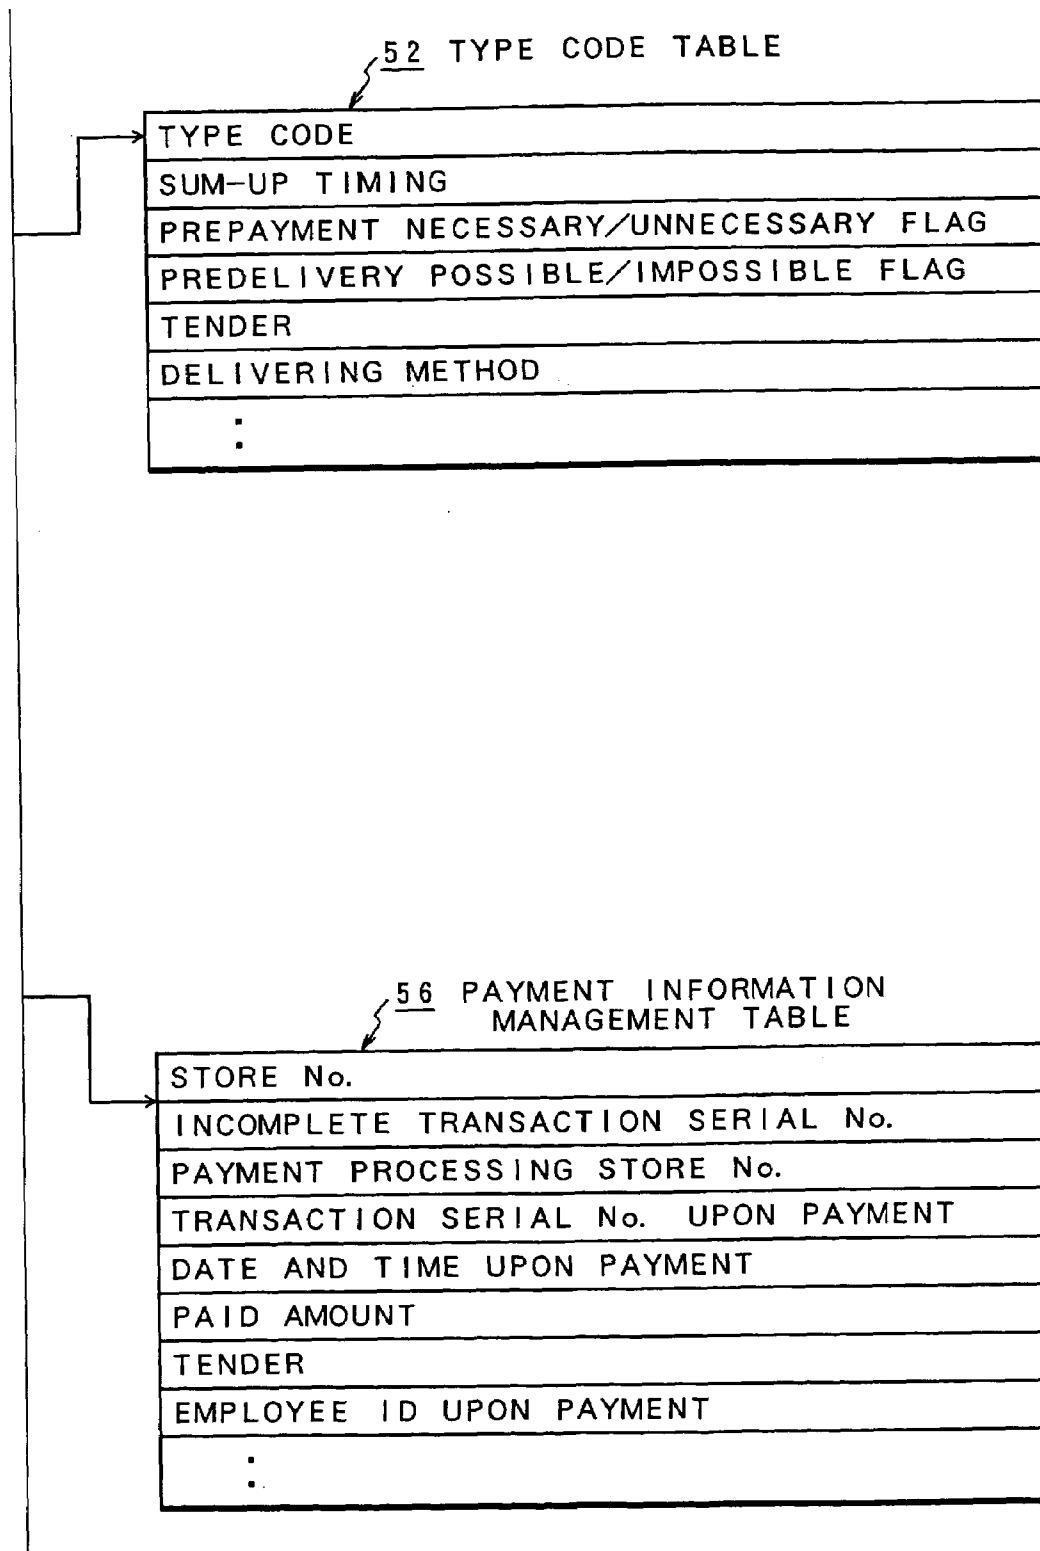 52 TYPE CODE TABLE
TYPE CODE
SUM-UP TIMING
PREPAYMENT NECESSARY/UNNECESSARY FLAG
PREDELIVERY POSSIBLE/IMPOSSIBLE FLAG
TENDER
DELIVERING METHOD
:
56 PAYMENT INFORMATION
MANAGEMENT TABLE
STORE No.
INCOMPLETE TRANSACTION SERIAL No.
PAYMENT PROCESSING STORE No.
TRANSACTION SERIAL No. UPON PAYMENT
DATE AND TIME UPON PAYMENT
PAID AMOUNT
TENDER
EMPLOYEE ID UPON PAYMENT
: